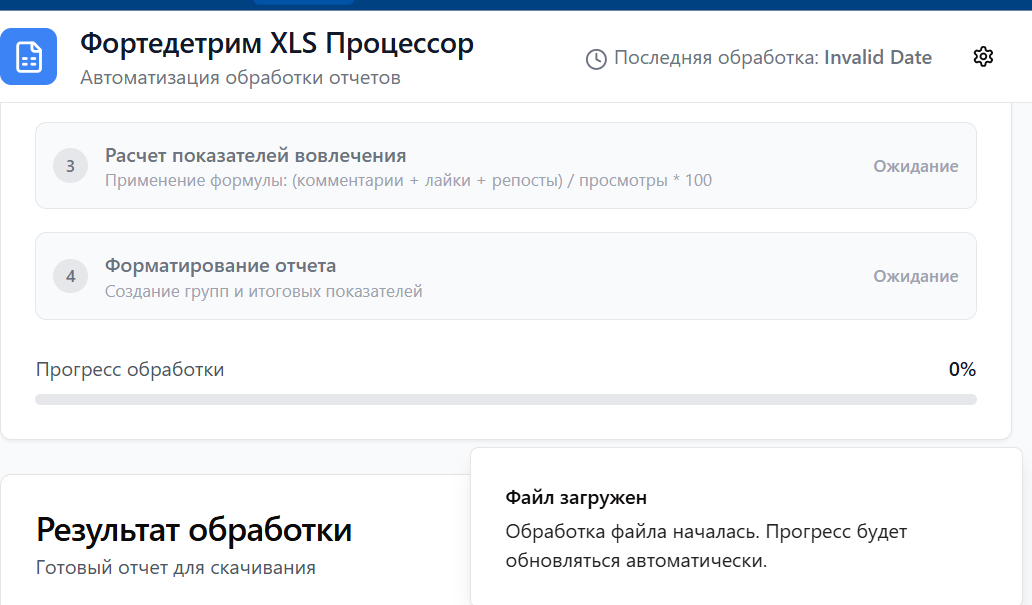 Фортедетрим XLS Процессор
Автоматизация обработки отчетов
Последняя обработка: Invalid Date
3
Расчет показателей вовлечения
Применение формулы: (комментарии + лайки + репосты) / просмотры * 100
Ожидание
4
Форматирование отчета
Создание групп и итоговых показателей
Ожидание
Прогресс обработки
0%
Результат обработки
Готовый отчет для скачивания
Файл загружен
Обработка файла началась. Прогресс будет
обновляться автоматически.